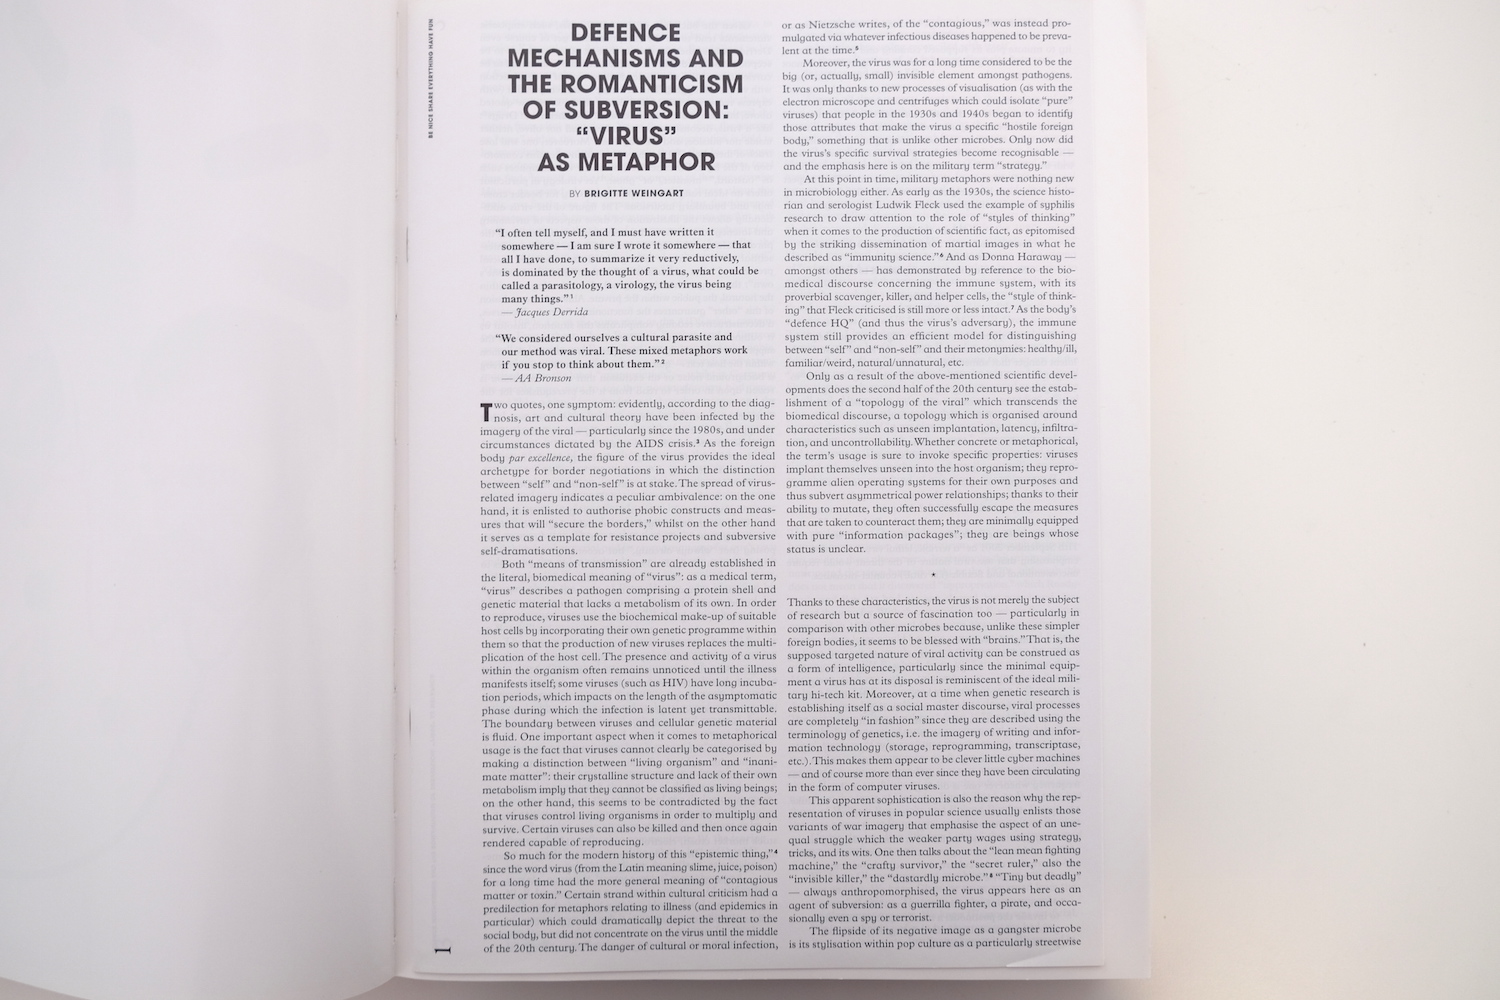 BE NICE SHARE EVERYTHING HAVE FUN
DEFENCE
MECHANISMS AND
THE ROMANTICISM
OF SUBVERSION:
“VIRUS”
AS METAPHOR
BY BRIGITTE WEINGART
“I often tell myself, and I must have written it
somewhere — I am sure I wrote it somewhere — that
all I have done, to summarize it very reductively,
is dominated by the thought of a virus, what could be
called a parasitology, a virology, the virus being
many things.” 1
— Jacques Derrida
“We considered ourselves a cultural parasite and
our method was viral. These mixed metaphors work
if you stop to think about them.” 2
— AA Bronson
Two quotes, one symptom: evidently, according to the diag-
nosis, art and cultural theory have been infected by the
imagery of the viral — particularly since the 1980s, and under
circumstances dictated by the AIDS crisis.3 As the foreign
body par excellence, the figure of the virus provides the ideal
archetype for border negotiations in which the distinction
between “self” and “non-self” is at stake. The spread of virus-
related imagery indicates a peculiar ambivalence: on the one
hand, it is enlisted to authorise phobic constructs and meas-
ures that will “secure the borders,” whilst on the other hand
it serves as a template for resistance projects and subversive
self-dramatisations.
Both “means of transmission” are already established in
the literal, biomedical meaning of “virus”: as a medical term,
“virus” describes a pathogen comprising a protein shell and
genetic material that lacks a metabolism of its own. In order
to reproduce, viruses use the biochemical make-up of suitable
host cells by incorporating their own genetic programme within
them so that the production of new viruses replaces the multi-
plication of the host cell. The presence and activity of a virus
within the organism often remains unnoticed until the illness
manifests itself; some viruses (such as HIV) have long incuba-
tion periods, which impacts on the length of the asymptomatic
phase during which the infection is latent yet transmittable.
The boundary between viruses and cellular genetic material
is fluid. One important aspect when it comes to metaphorical
usage is the fact that viruses cannot clearly be categorised by
making a distinction between “living organism” and “inani-
mate matter”: their crystalline structure and lack of their own
metabolism imply that they cannot be classified as living beings;
on the other hand, this seems to be contradicted by the fact
that viruses control living organisms in order to multiply and
survive. Certain viruses can also be killed and then once again
rendered capable of reproducing.
So much for the modern history of this “epistemic thing,”4
since the word virus (from the Latin meaning slime, juice, poison)
for a long time had the more general meaning of “contagious
matter or toxin.” Certain strand within cultural criticism had a
predilection for metaphors relating to illness (and epidemics in
particular) which could dramatically depict the threat to the
social body, but did not concentrate on the virus until the middle
of the 20th century. The danger of cultural or moral infection,
1
or as Nietzsche writes, of the “contagious,” was instead pro-
mulgated via whatever infectious diseases happened to be preva-
lent at the time.5
Moreover, the virus was for a long time considered to be the
big (or, actually, small) invisible element amongst pathogens.
It was only thanks to new processes of visualisation (as with the
electron microscope and centrifuges which could isolate “pure”
viruses) that people in the 1930s and 1940s began to identify
those attributes that make the virus a specific “hostile foreign
body,” something that is unlike other microbes. Only now did
the virus’s specific survival strategies become recognisable —
and the emphasis here is on the military term “strategy.”
At this point in time, military metaphors were nothing new
in microbiology either. As early as the 1930s, the science histo-
rian and serologist Ludwik Fleck used the example of syphilis
research to draw attention to the role of “styles of thinking”
when it comes to the production of scientific fact, as epitomised
by the striking dissemination of martial images in what he
described as “immunity science.”6 And as Donna Haraway —
amongst others — has demonstrated by reference to the bio-
medical discourse concerning the immune system, with its
proverbial scavenger, killer, and helper cells, the “style of think-
ing” that Fleck criticised is still more or less intact.7 As the body’s
“defence HQ” (and thus the virus’s adversary), the immune
system still provides an efficient model for distinguishing
between “self” and “non-self” and their metonymies: healthy/ill,
familiar/weird, natural/unnatural, etc.
Only as a result of the above-mentioned scientific devel-
opments does the second half of the 20th century see the estab-
lishment of a “topology of the viral” which transcends the
biomedical discourse, a topology which is organised around
characteristics such as unseen implantation, latency, infiltra-
tion, and uncontrollability. Whether concrete or metaphorical,
the term’s usage is sure to invoke specific properties: viruses
implant themselves unseen into the host organism; they repro-
gramme alien operating systems for their own purposes and
thus subvert asymmetrical power relationships; thanks to their
ability to mutate, they often successfully escape the measures
that are taken to counteract them; they are minimally equipped
with pure “information packages”; they are beings whose
status is unclear.
*
Thanks to these characteristics, the virus is not merely the subject
of research but a source of fascination too — particularly in
comparison with other microbes because, unlike these simpler
foreign bodies, it seems to be blessed with “brains.” That is, the
supposed targeted nature of viral activity can be construed as
a form of intelligence, particularly since the minimal equip-
ment a virus has at its disposal is reminiscent of the ideal mili-
tary hi-tech kit. Moreover, at a time when genetic research is
establishing itself as a social master discourse, viral processes
are completely “in fashion” since they are described using the
terminology of genetics, i.e. the imagery of writing and infor-
mation technology (storage, reprogramming, transcriptase,
etc.). This makes them appear to be clever little cyber machines
— and of course more than ever since they have been circulating
in the form of computer viruses.
This apparent sophistication is also the reason why the rep-
resentation of viruses in popular science usually enlists those
variants of war imagery that emphasise the aspect of an une-
qual struggle which the weaker party wages using strategy,
tricks, and its wits. One then talks about the “lean mean fighting
machine,” the “crafty survivor,” the “secret ruler,” also the
“invisible killer,” the “dastardly microbe.”8 “Tiny but deadly”
— always anthropomorphised, the virus appears here as an
agent of subversion: as a guerrilla fighter, a pirate, and occa-
sionally even a spy or terrorist.
The flipside of its negative image as a gangster microbe
is its stylisation within pop culture as a particularly streetwise